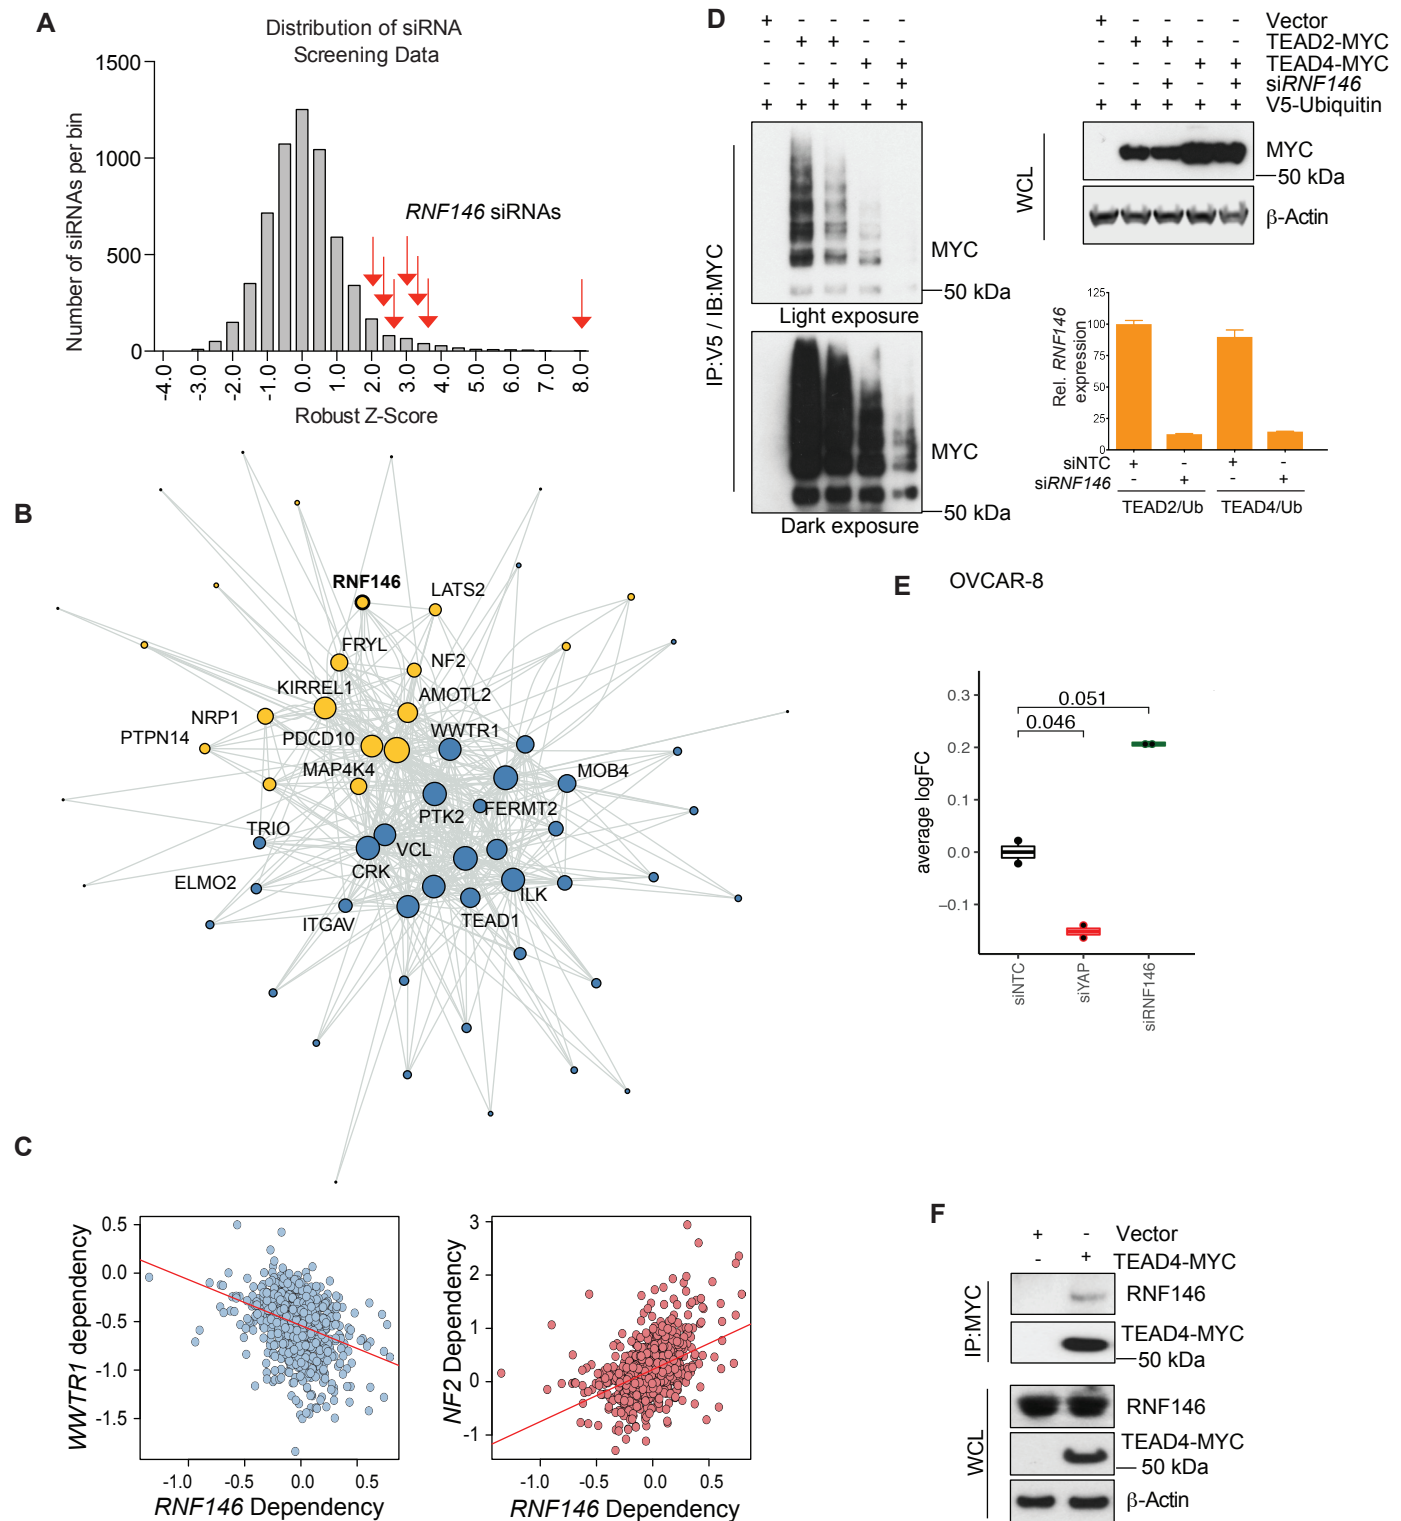 A
Distribution of siRNA
Screening Data
Number of siRNAs per bin
1500
1000
500
0
RNF146 siRNAs
-4.0
-3.0
-2.0
-1.0
0.0
1.0
2.0
3.0
4.0
5.0
6.0
7.0
8.0
Robust Z-Score
B
RNF146
LATS2
FRYL
NF2
KIRREL1
AMOTL2
NRP1
PTPN14
PDCD10
WWTR1
MAP4K4
MOB4
PTK2
FERMT2
TRIO
VCL
CRK
ELMO2
ILK
ITGAV
TEAD1
C
WWTR1 dependency
0.5
0.0
-0.5
-1.0
-1.5
-1.0
-0.5
0.0
0.5
RNF146 Dependency
NF2 Dependency
3
2
1
0
-1
-1.0
-0.5
0.0
0.5
RNF146 Dependency
D
+ - - - -
- + + - -
- - - + +
- - + - +
+ + + + +
+ - - - - Vector
- + + - - TEAD2-MYC
- - - + + TEAD4-MYC
- - + - + siRNF146
+ + + + + V5-Ubiquitin
IP:V5 / IB:MYC
MYC
50 kDa
Light exposure
MYC
50 kDa
Dark exposure
WCL
MYC
50 kDa
β-Actin
Rel. RNF146
expression
125
100
75
50
25
0
siNTC + - + -
siRNF146 - + - +
TEAD2/Ub TEAD4/Ub
E OVCAR-8
average logFC
0.3
0.2
0.1
0.0
−0.1
0.051
0.046
siNTC
siYAP
siRNF146
F
+ - Vector
- + TEAD4-MYC
IP:MYC
RNF146
TEAD4-MYC
50 kDa
WCL
RNF146
TEAD4-MYC
50 kDa
β-Actin